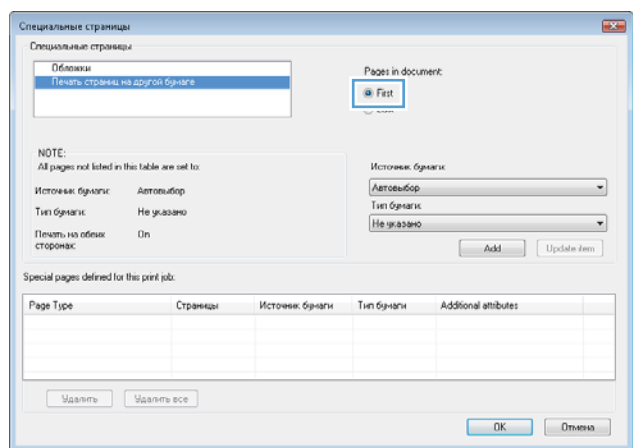 Специальные страницы
Специальные страницы
Обложки
Печать страниц на другой бумаге
Pages in document:
First
NOTE:
All pages not listed in this table are set to:
Источник бумаги: Автовыбор
Тип бумаги: Не указано
Печать на обеих сторонах: On
Источник бумаги:
Автовыбор
Тип бумаги:
Не указано
Add Update item
Special pages defined for this print job:
Page Type Страницы Источник бумаги Тип бумаги Additional attributes
Удалить Удалить все
OK Отмена